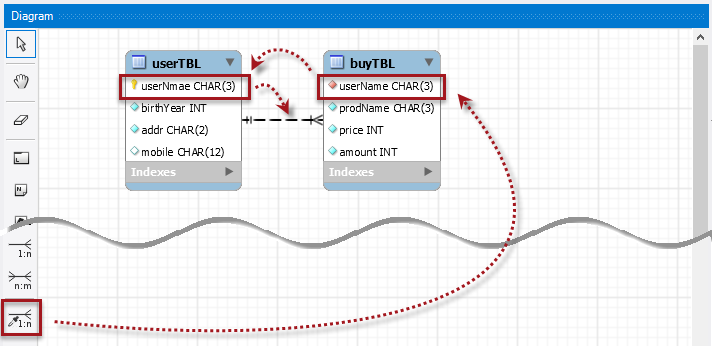 Diagram
userTBL
userNmae CHAR(3)
birthYear INT
addr CHAR(2)
mobile CHAR(12)
Indexes
buyTBL
userName CHAR(3)
prodName CHAR(3)
price INT
amount INT
Indexes
1:n
n:m
1:n